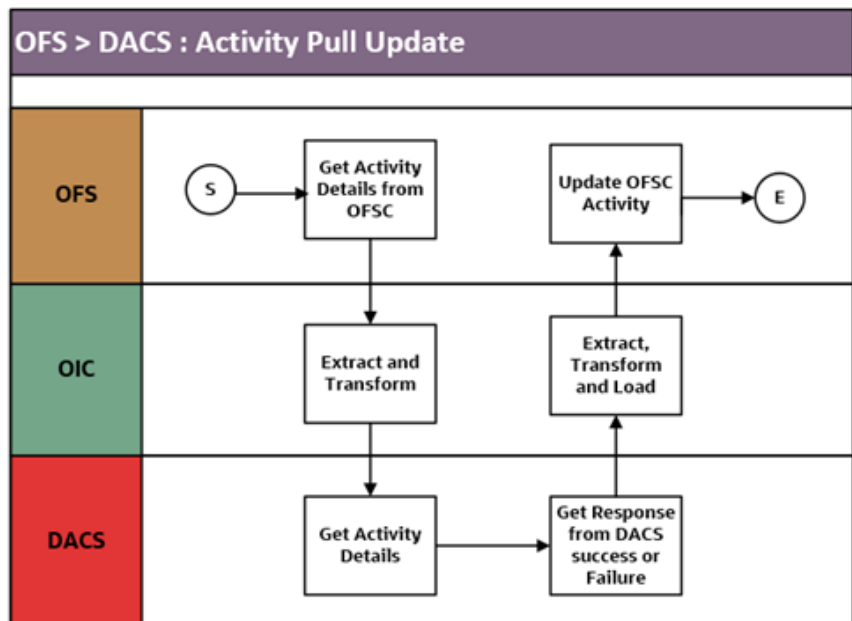 OFS > DACS : Activity Pull Update
OFS
S
Get Activity
Details from
OFSC
Update OFSC
Activity
E
OIC
Extract and
Transform
Extract,
Transform
and Load
DACS
Get Activity
Details
Get Response
from DACS
success or
Failure